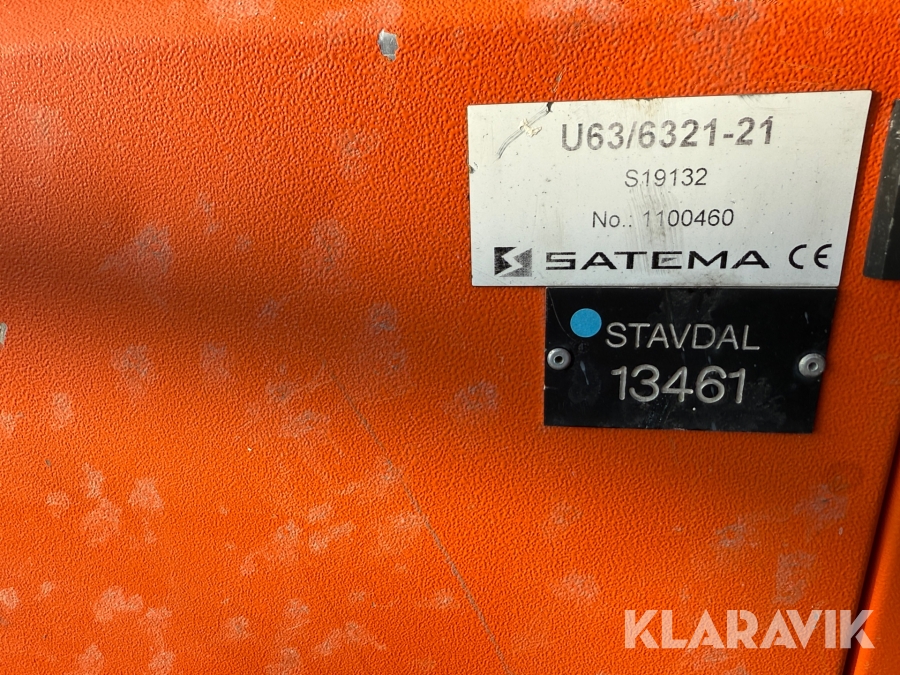 U63/6321-21
S19132
No.: 1100460
SATEMA CE
STAVDAL
13461
KLARAVIK